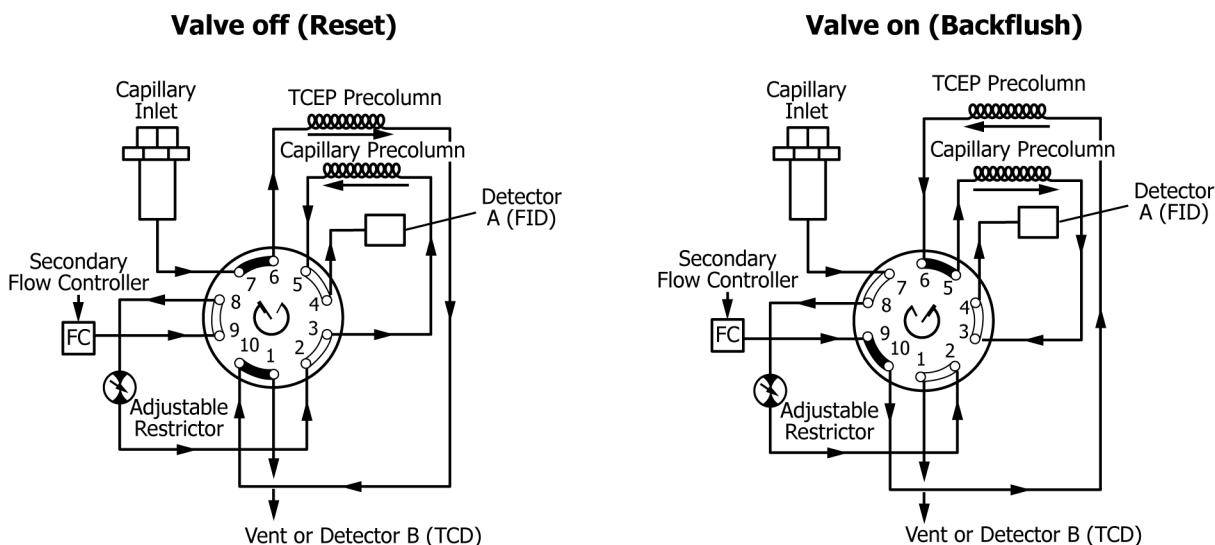 Valve off (Reset)
Capillary
Inlet
TCEP Precolumn
Capillary Precolumn
Detector
A (FID)
Secondary
Flow Controller
FC
7
6
5
8
4
9
3
10
1
2
Adjustable
Restrictor
Vent or Detector B (TCD)
Valve on (Backflush)
Capillary
Inlet
TCEP Precolumn
Capillary Precolumn
Detector
A (FID)
Secondary
Flow Controller
FC
7
6
5
8
4
9
3
10
1
2
Adjustable
Restrictor
Vent or Detector B (TCD)